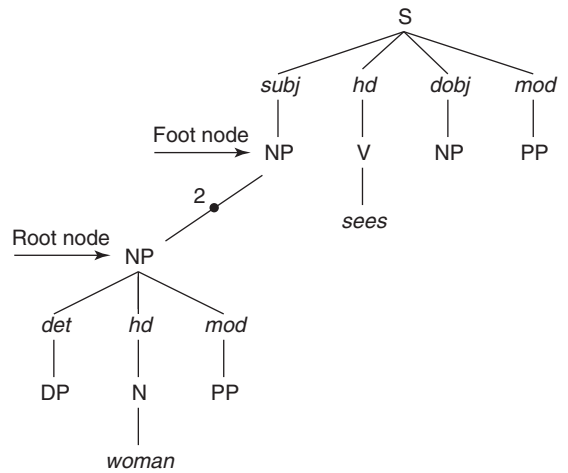 S
subj hd dobj mod
Foot node
NP V NP PP
2
sees
Root node
NP
det hd mod
DP N PP
woman